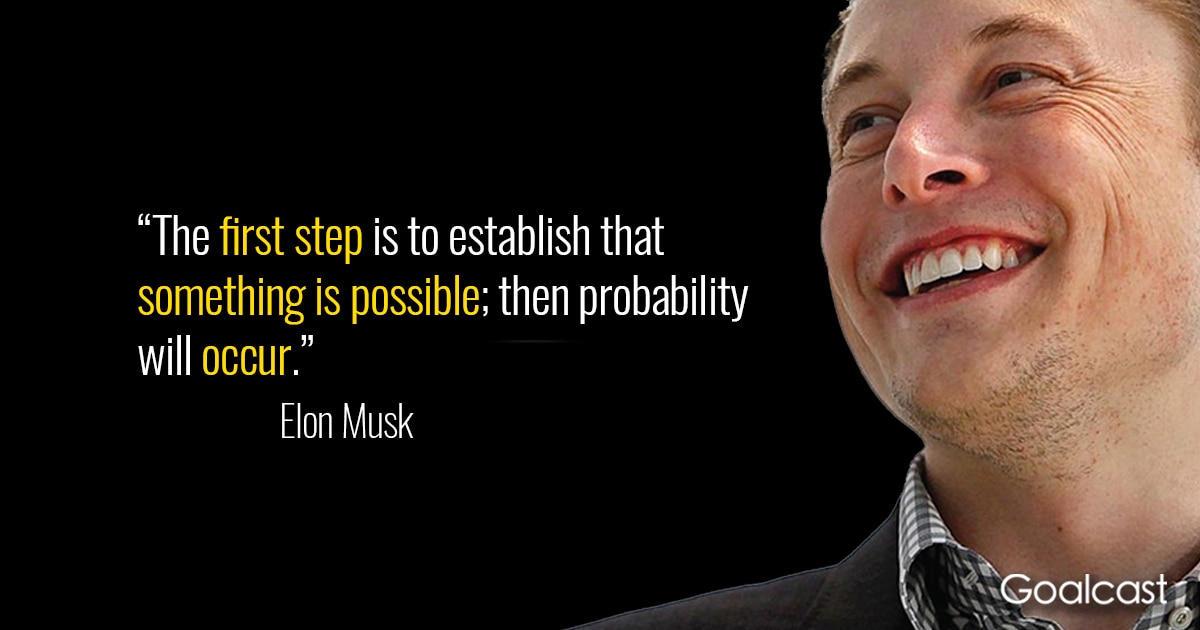 “The first step is to establish that
something is possible; then probability
will occur.”
Elon Musk
Goalcast